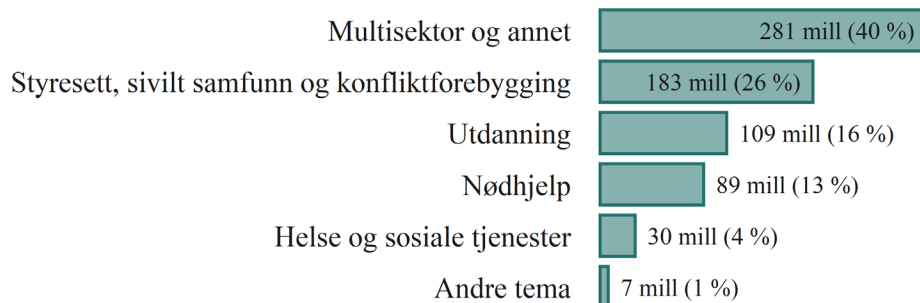 Multisektor og annet 281 mill (40 %)
Styresett, sivilt samfunn og konfliktforebygging 183 mill (26 %)
Utdanning 109 mill (16 %)
Nødhjelp 89 mill (13 %)
Helse og sosiale tjenester 30 mill (4 %)
Andre tema 7 mill (1 %)